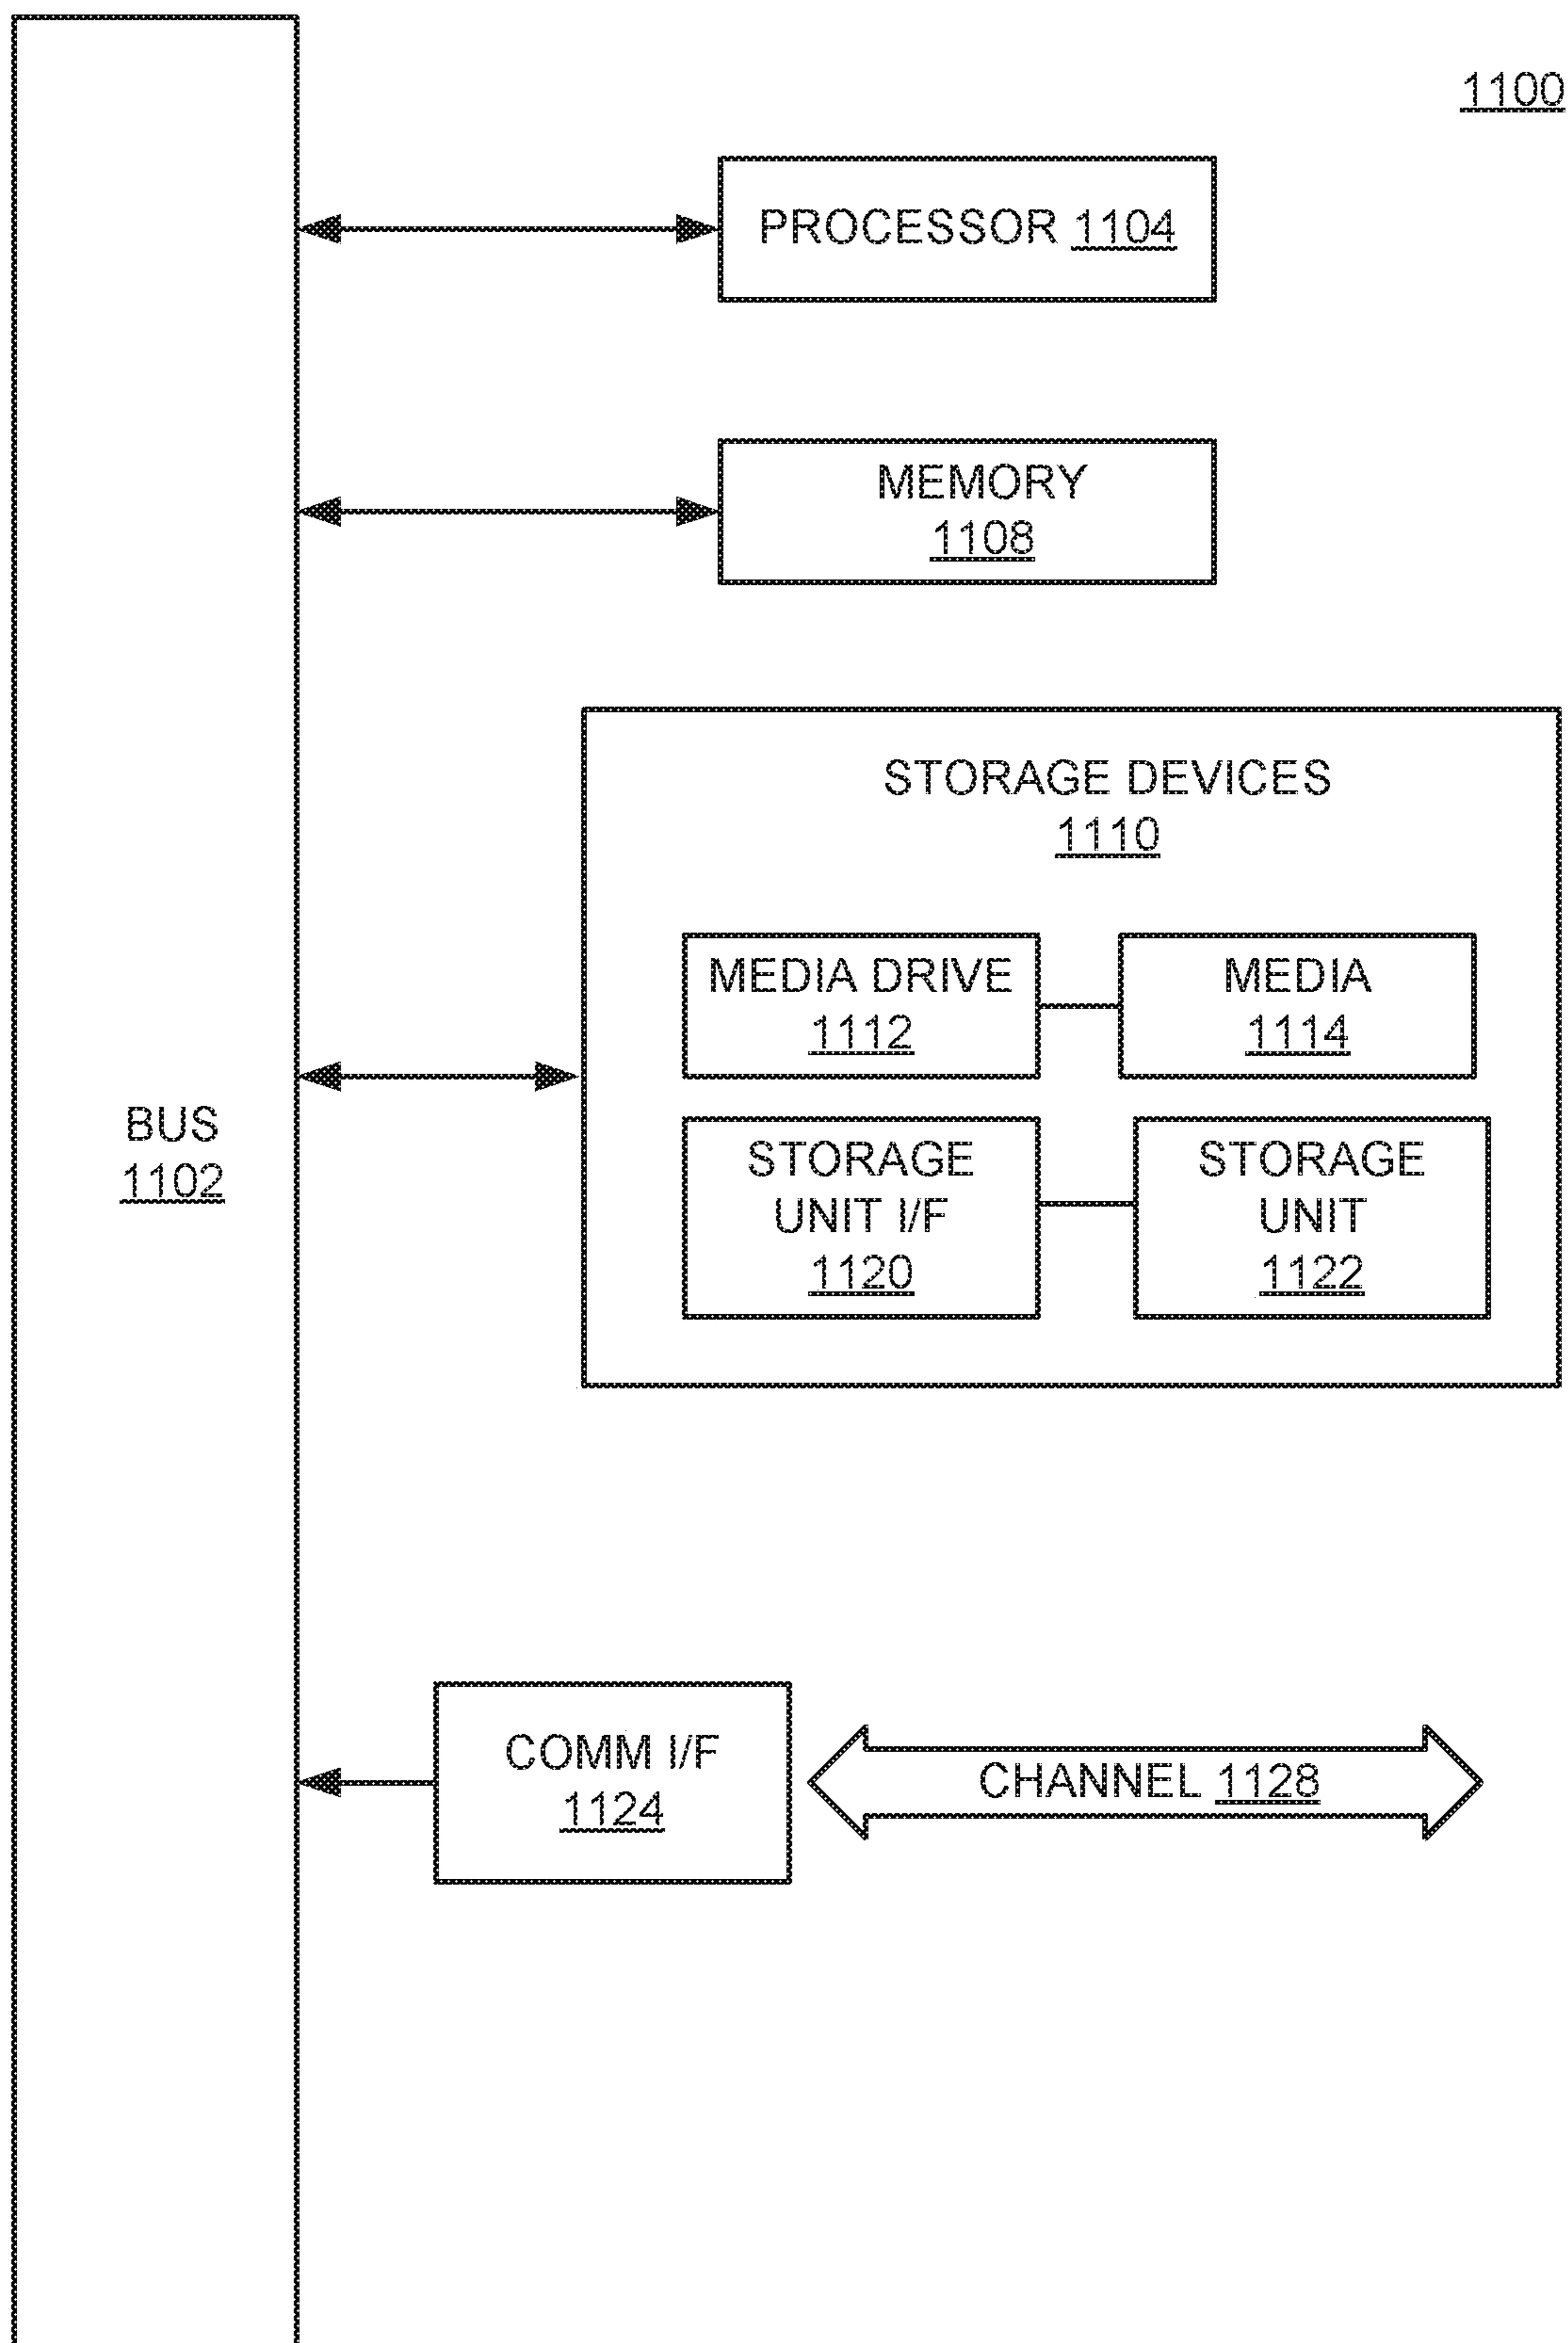 1100
PROCESSOR 1104
MEMORY
1108
STORAGE DEVICES
1110
MEDIA DRIVE
1112
MEDIA
1114
BUS
1102
STORAGE
UNIT I/F
1120
STORAGE
UNIT
1122
COMM I/F
1124
CHANNEL 1128